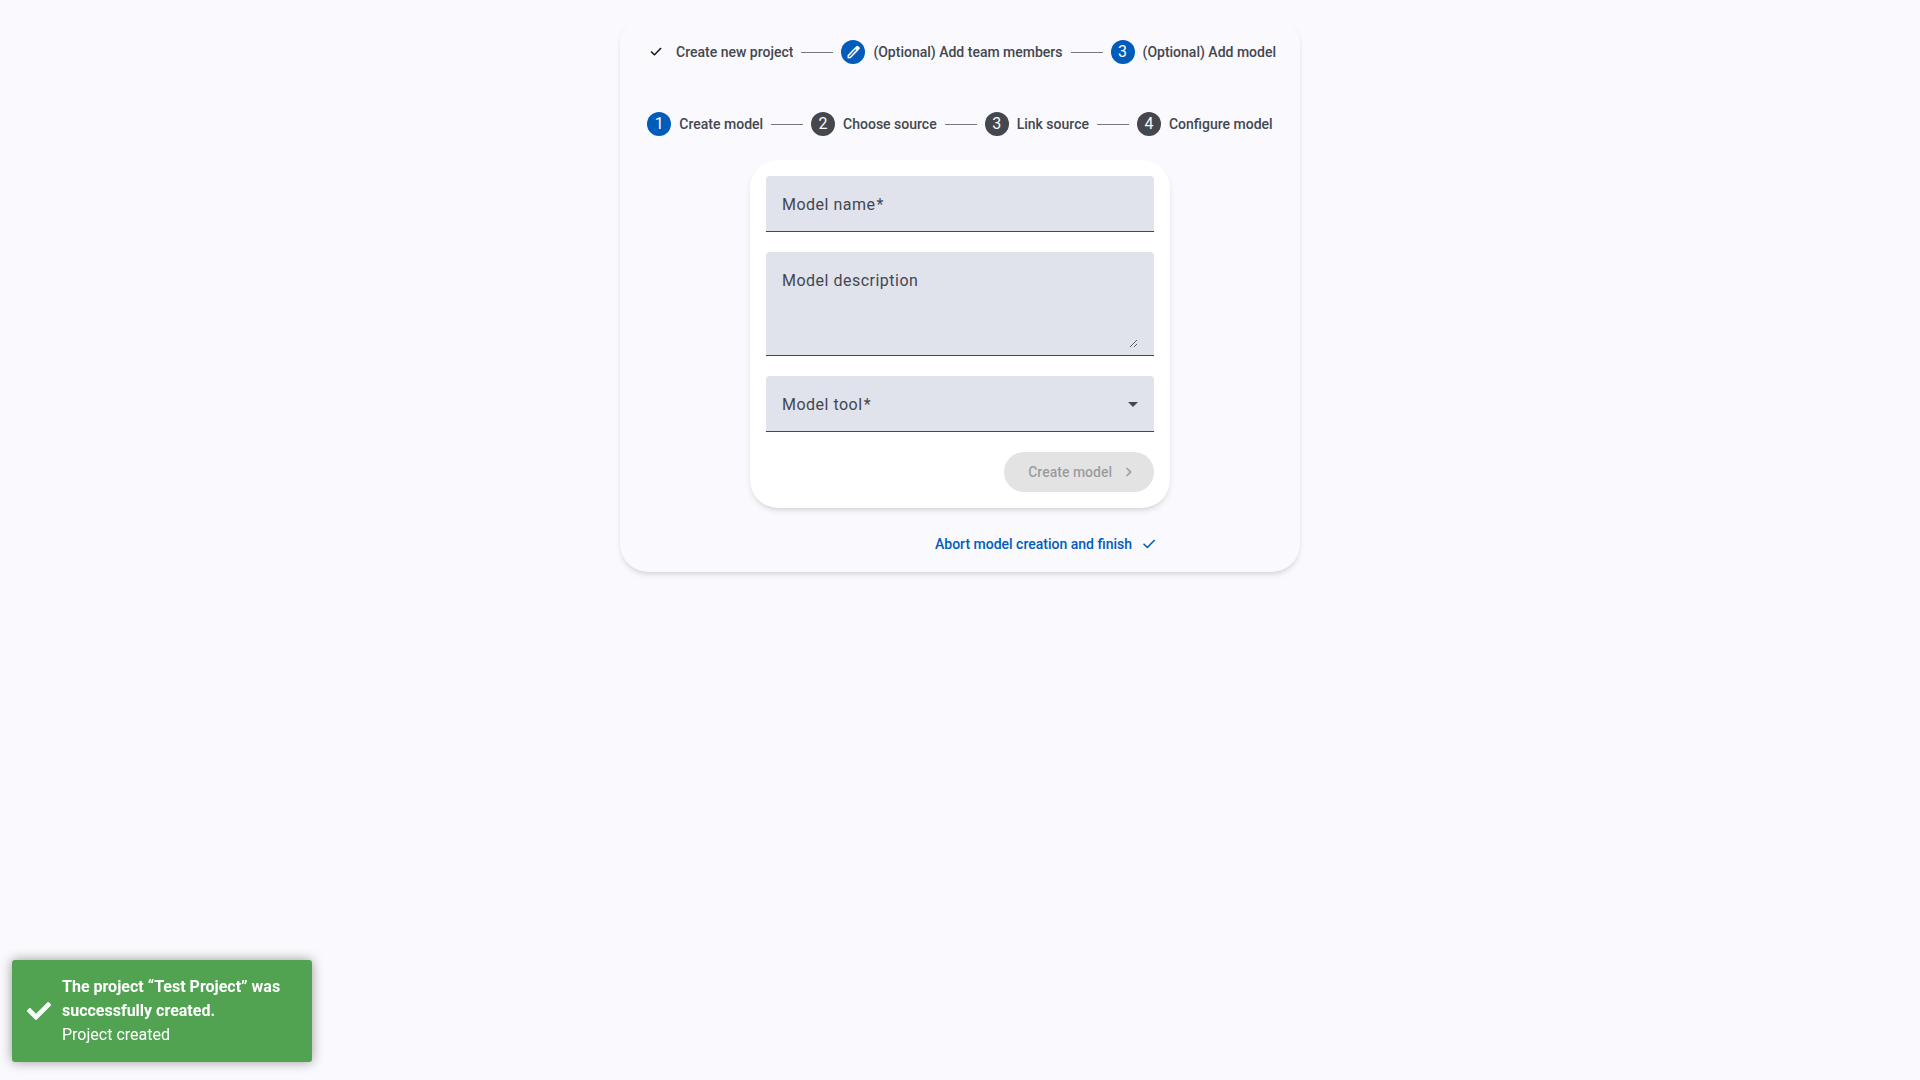 Create new project
(Optional) Add team members
3 (Optional) Add model
1 Create model
2 Choose source
3 Link source
4 Configure model
Model name*
Model description
Model tool*
Create model
Abort model creation and finish
The project “Test Project” was
successfully created.
Project created